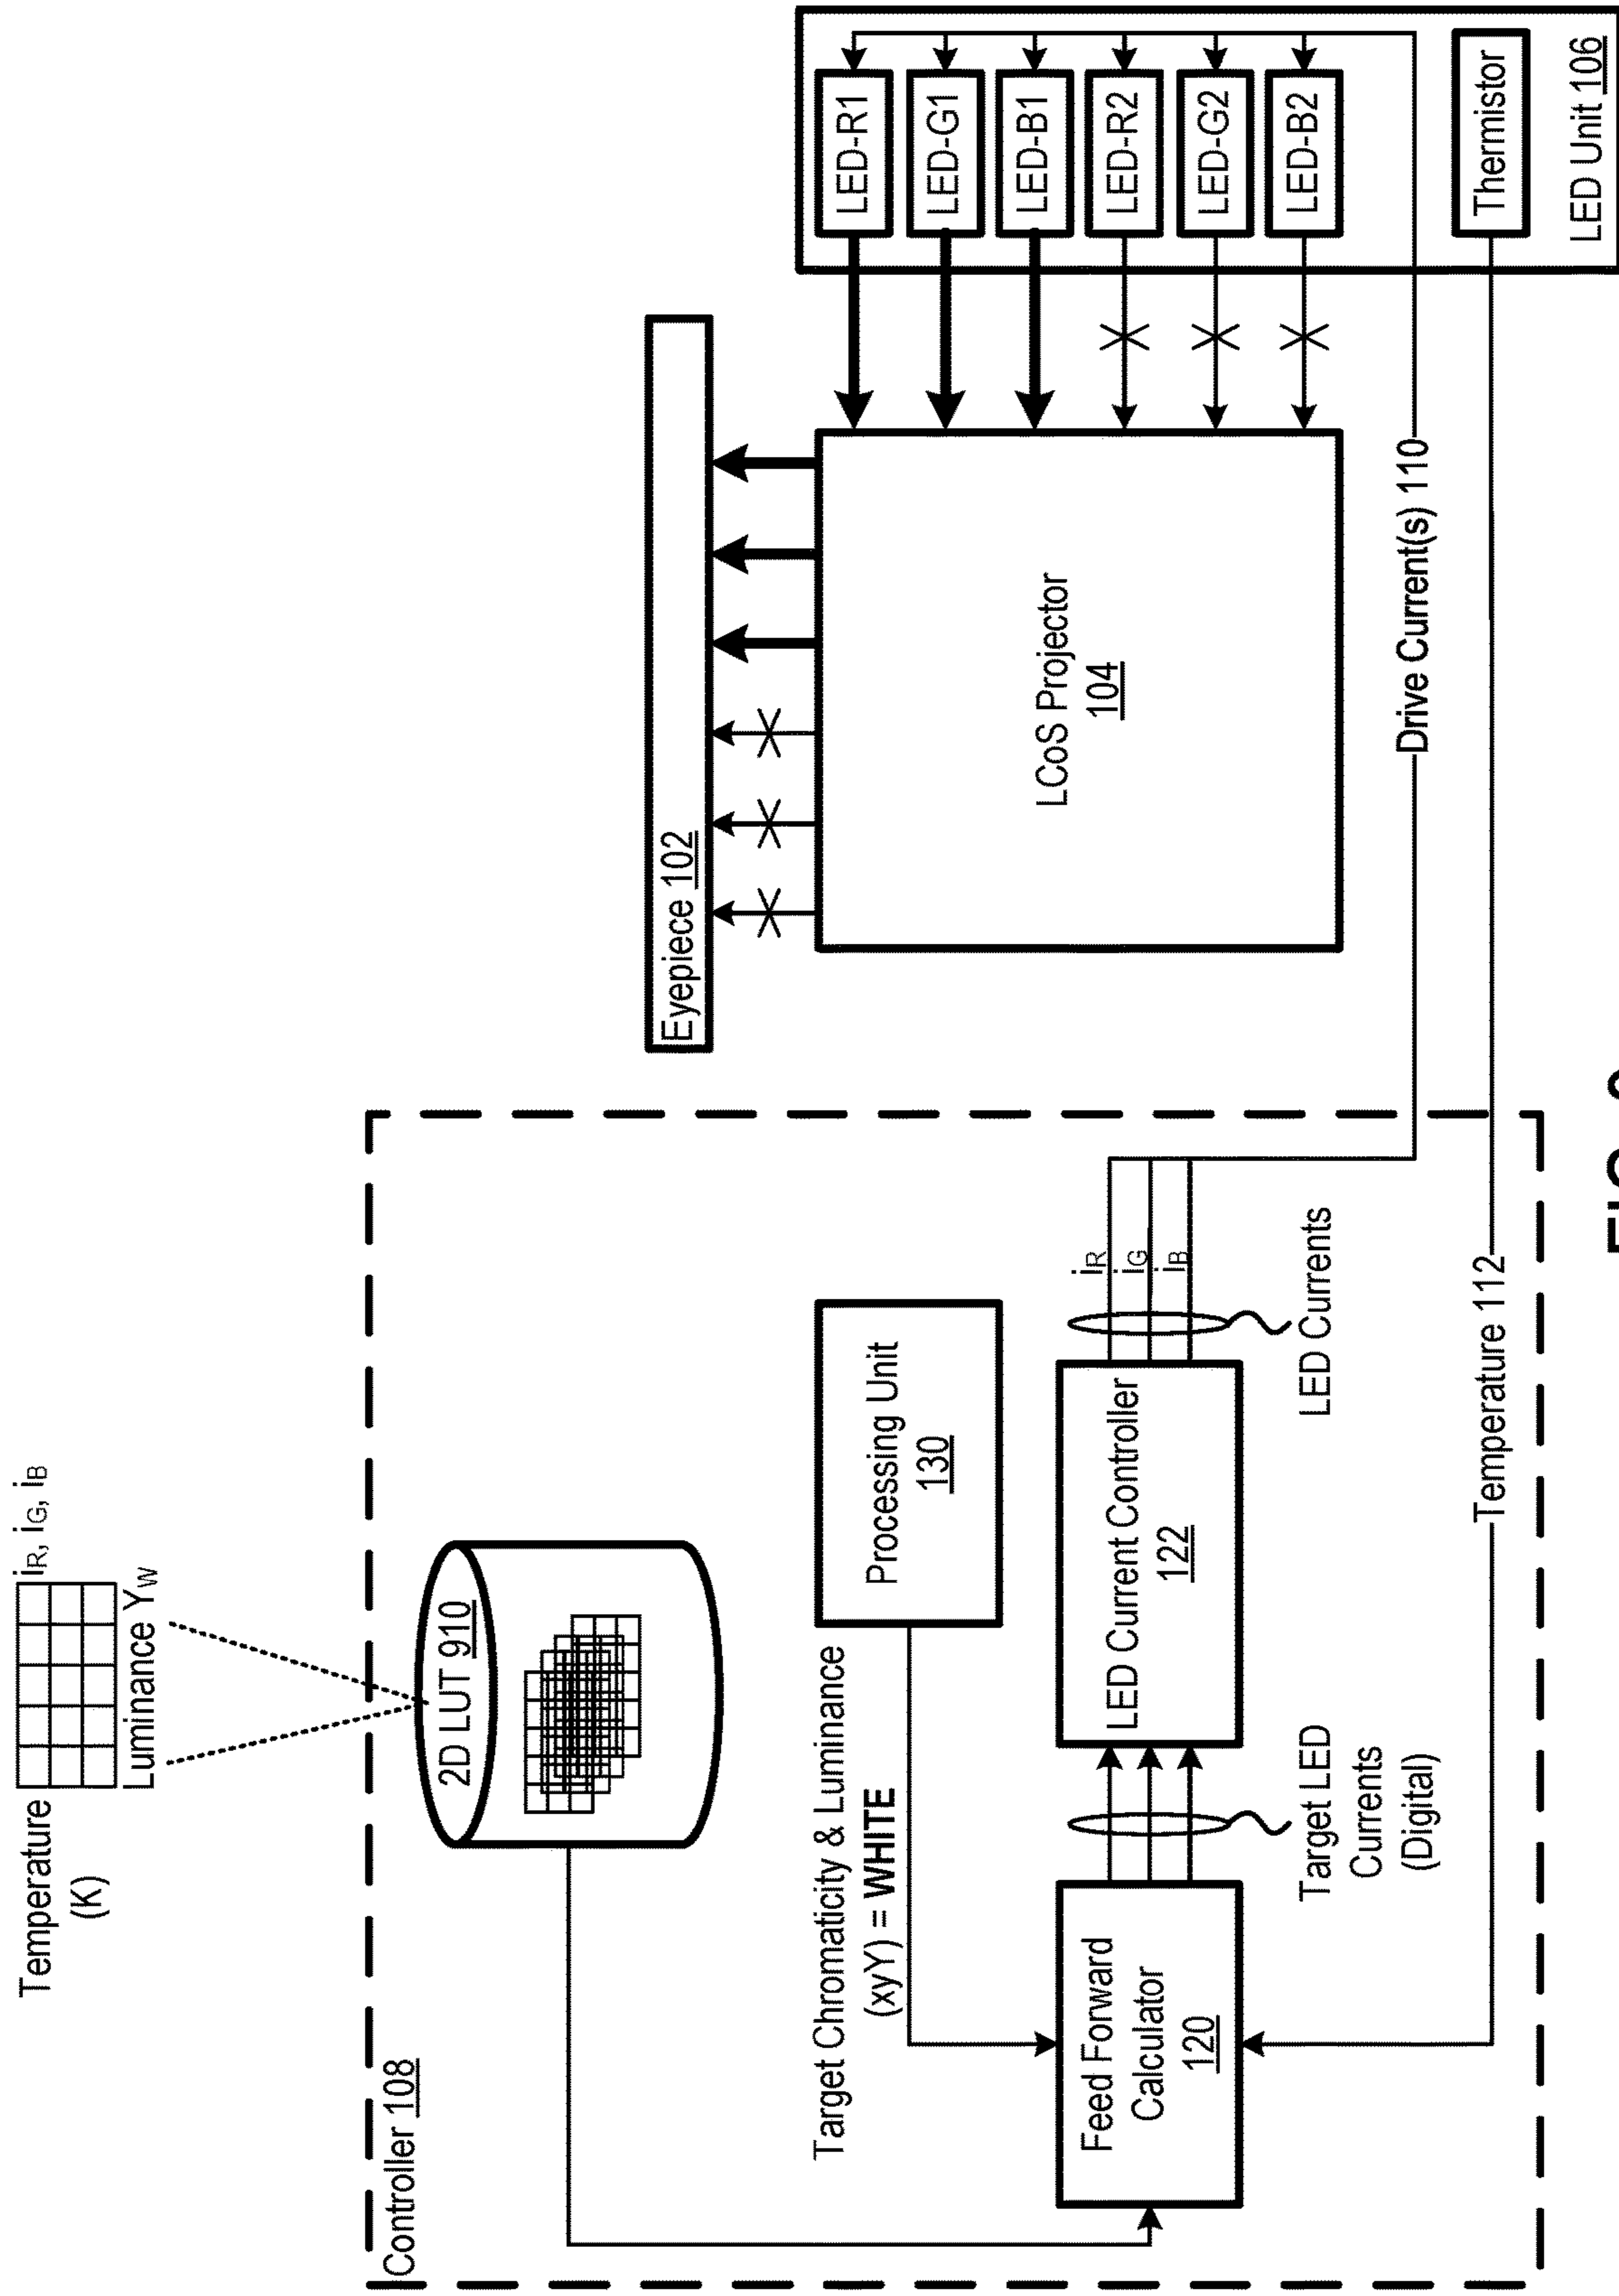 Temperature
(K)
iR, iG, iB
Luminance YW
Controller 108
2D LUT 910
Target Chromaticity & Luminance
(xyY) = WHITE
Processing Unit
130
Feed Forward
Calculator
120
Target LED
Currents
(Digital)
LED Current Controller
122
iR
iG
iB
LED Currents
Temperature 112
Drive Current(s) 110
Eyepiece 102
LCoS Projector
104
LED-R1
LED-G1
LED-B1
LED-R2
LED-G2
LED-B2
Thermistor
LED Unit 106